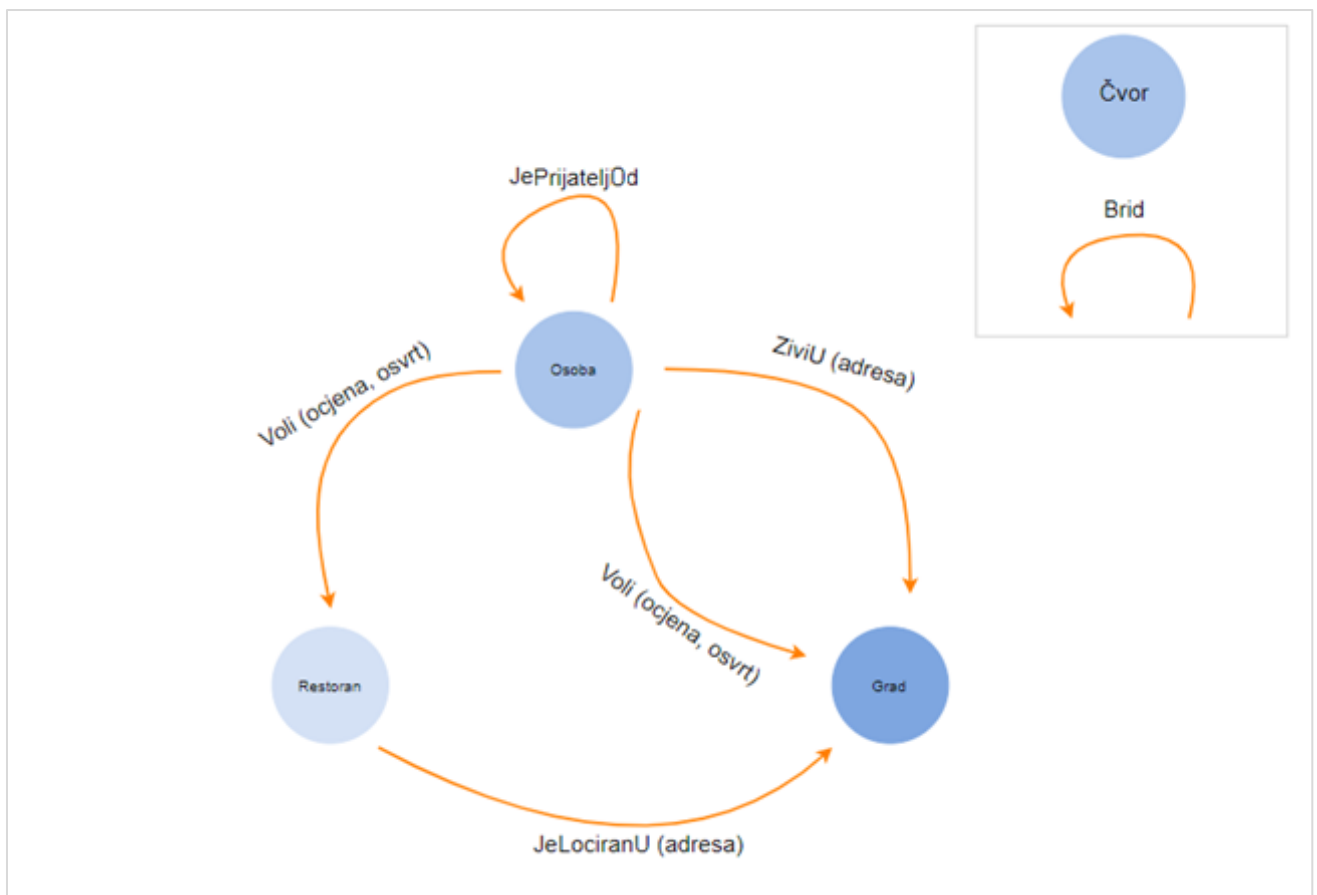 Čvor
Brid
JePrijateljOd
Voli (ocjena, osvrt)
Osoba
ZiviU (adresa)
Voli (ocjena, osvrt)
Restoran
Grad
JeLociranU (adresa)